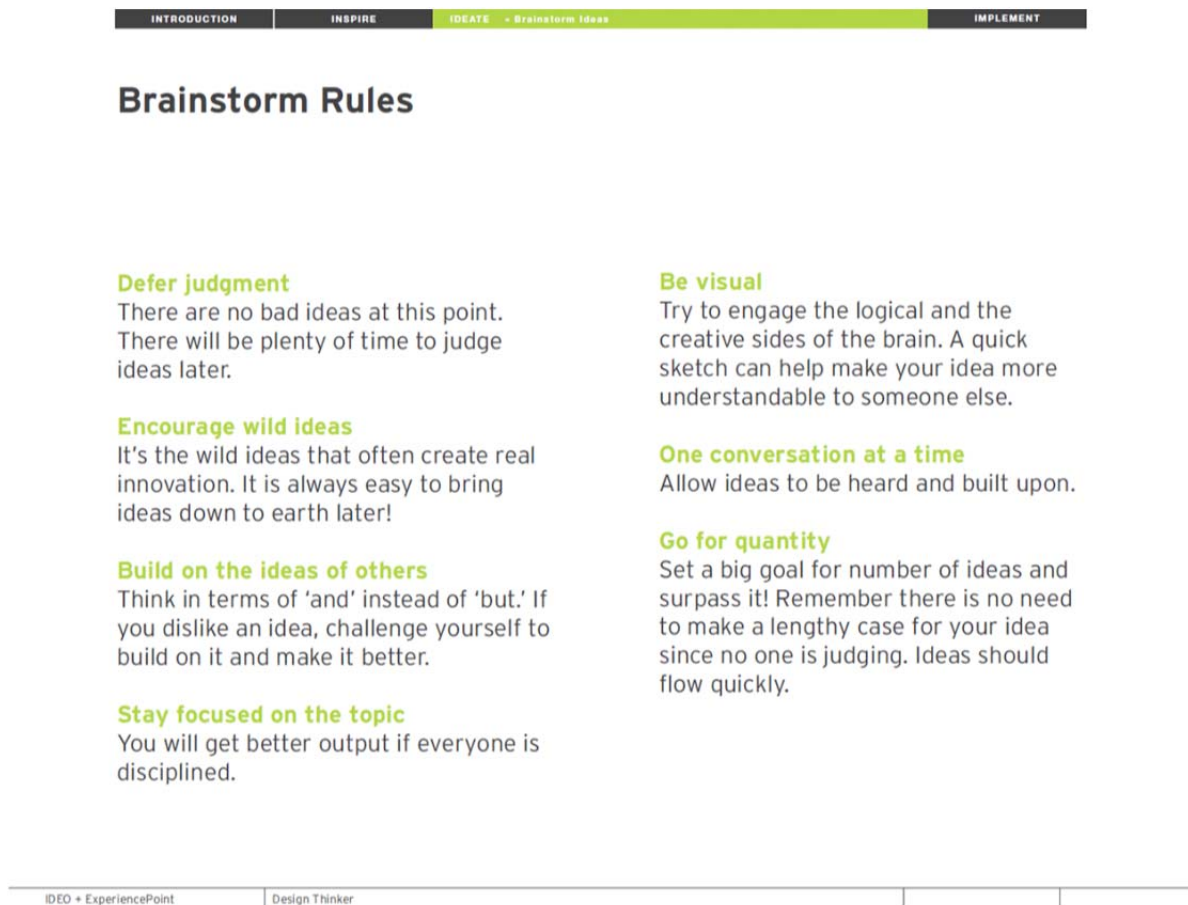 INTRODUCTION INSPIRE IDEATE • Brainstorm Ideas IMPLEMENT
Brainstorm Rules
Defer judgment
There are no bad ideas at this point.
There will be plenty of time to judge
ideas later.
Encourage wild ideas
It's the wild ideas that often create real
innovation. It is always easy to bring
ideas down to earth later!
Build on the ideas of others
Think in terms of 'and' instead of 'but.' If
you dislike an idea, challenge yourself to
build on it and make it better.
Stay focused on the topic
You will get better output if everyone is
disciplined.
Be visual
Try to engage the logical and the
creative sides of the brain. A quick
sketch can help make your idea more
understandable to someone else.
One conversation at a time
Allow ideas to be heard and built upon.
Go for quantity
Set a big goal for number of ideas and
surpass it! Remember there is no need
to make a lengthy case for your idea
since no one is judging. Ideas should
flow quickly.
IDEO + ExperiencePoint Design Thinker